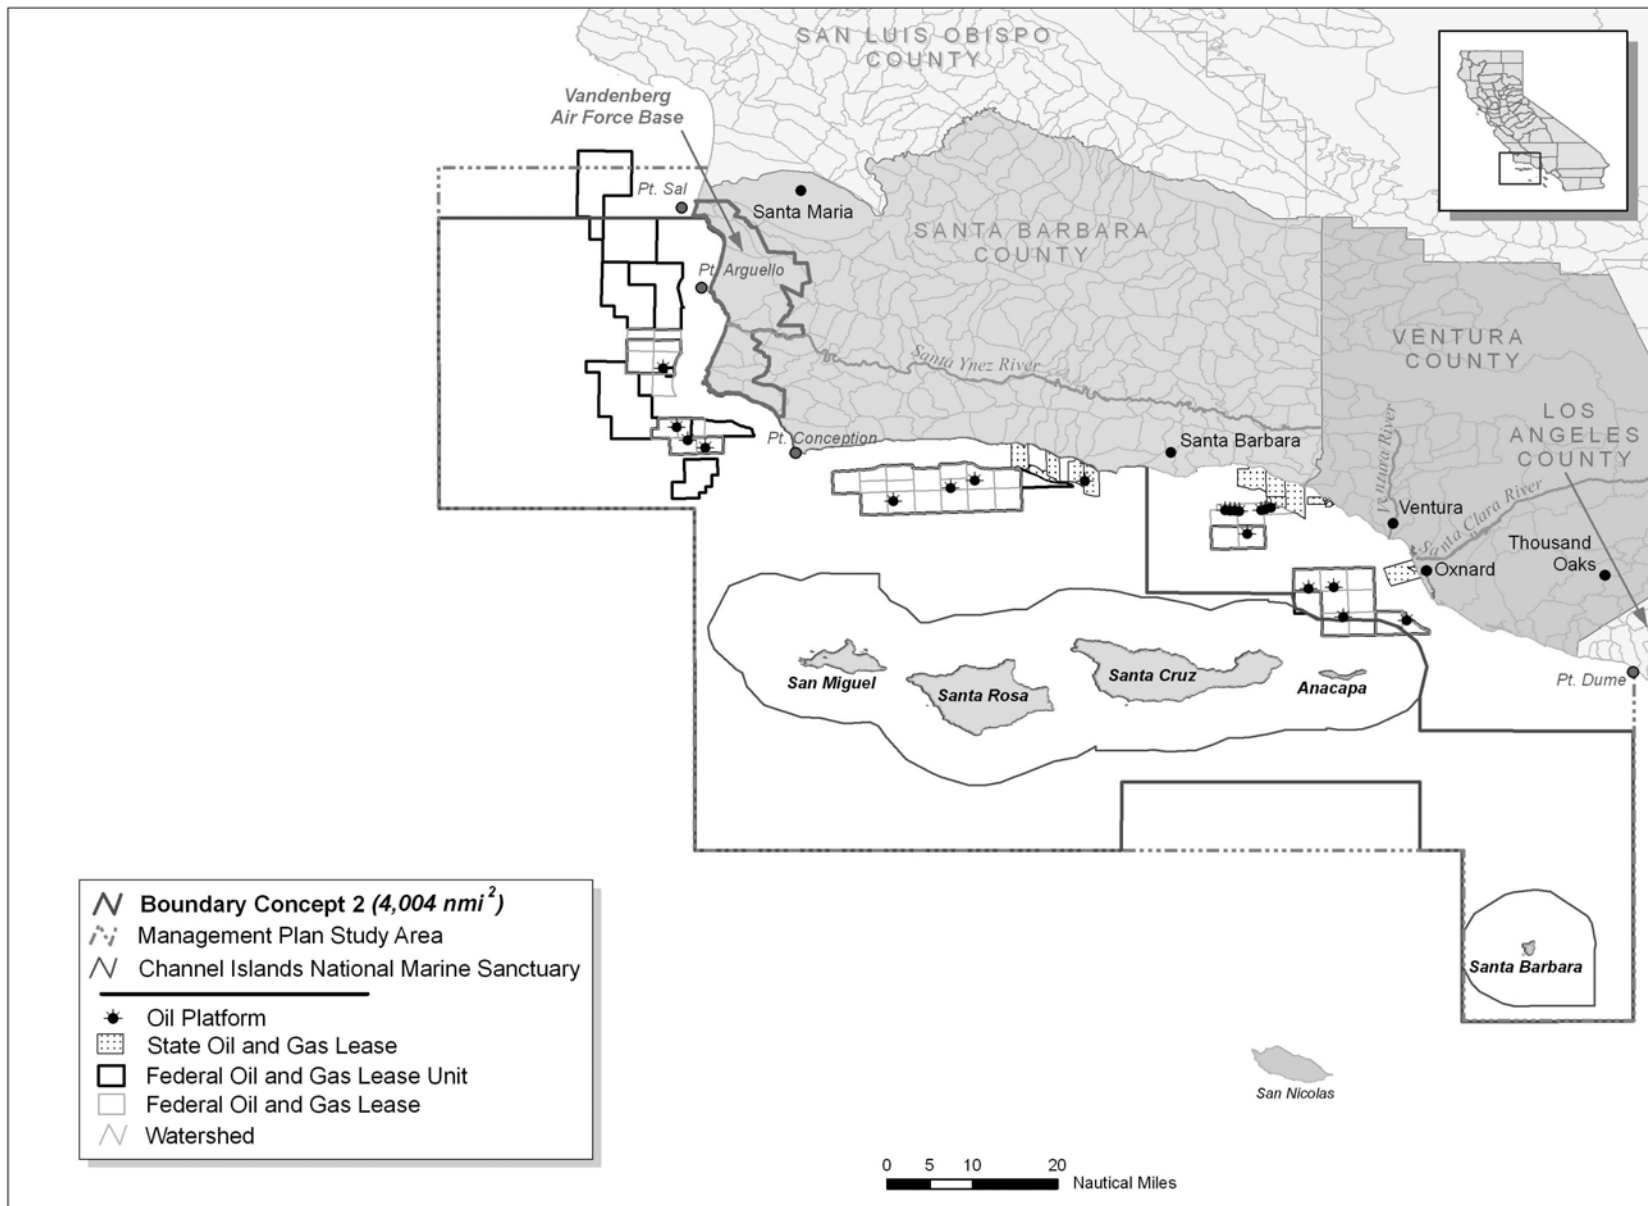 SAN LUIS OBISPO
COUNTY
Vandenberg
Air Force Base
Pt. Sal
Santa Maria
SANTA BARBARA
COUNTY
Pt. Arguello
VENTURA
COUNTY
Santa Ynez River
LOS
ANGELES
COUNTY
Pt. Conception
Santa Barbara
Ventura River
Ventura
Santa Clara River
Thousand
Oaks
Oxnard
San Miguel
Santa Rosa
Santa Cruz
Anacapa
Pt. Dume
Santa Barbara
San Nicolas
Boundary Concept 2 (4,004 nmi²)
Management Plan Study Area
Channel Islands National Marine Sanctuary
Oil Platform
State Oil and Gas Lease
Federal Oil and Gas Lease Unit
Federal Oil and Gas Lease
Watershed
0 5 10 20
Nautical Miles